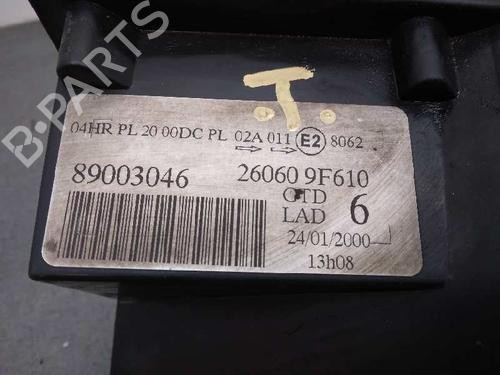 T.
04HR PL 20 00DC PL 02A 011 E2 8062
89003046 26060 9F610
GTD
LAD 6
24/01/2000
13h08
B-PARTS